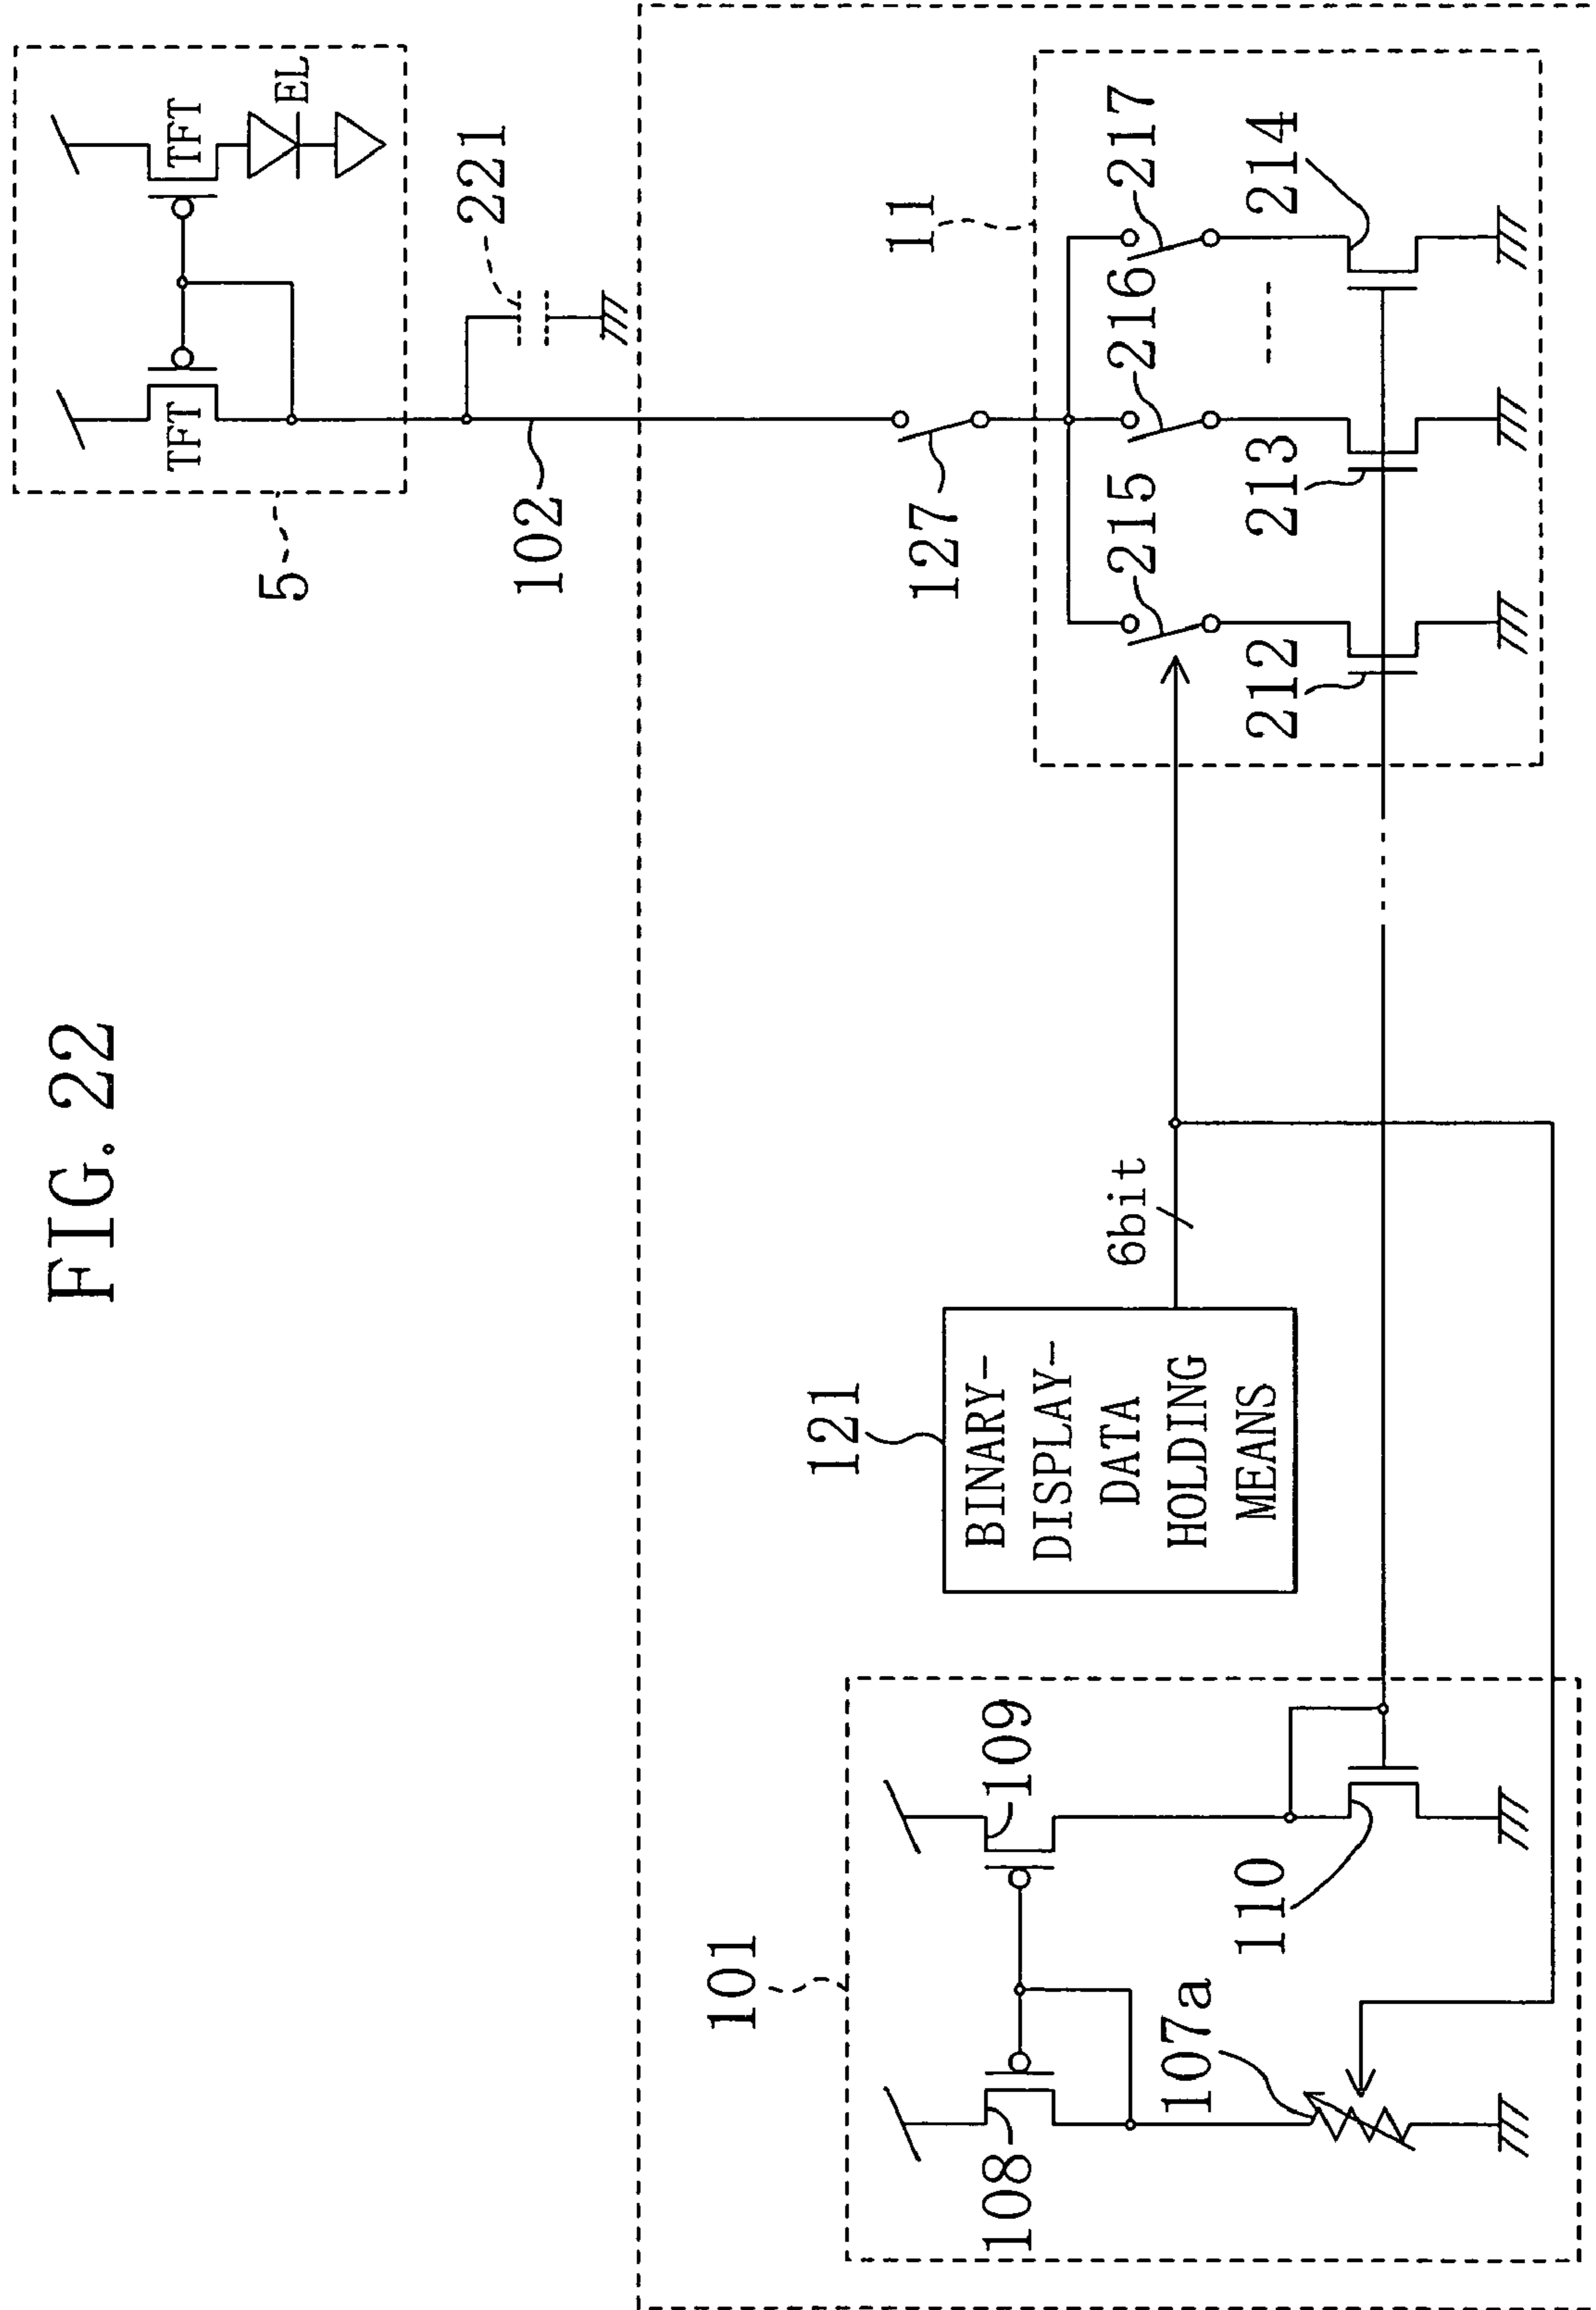 FIG. 22
5
TFT
TFT
EL
221
102
127
11
215
216
217
212
213
214
121
BINARY-
DISPLAY-
DATA
HOLDING
MEANS
6bit
101
108
109
107a
110